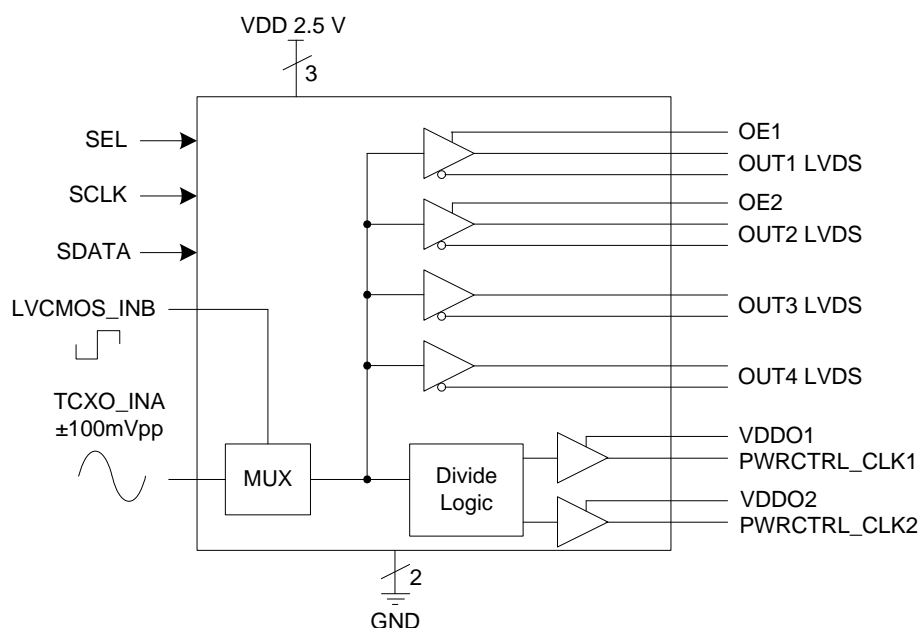 VDD 2.5 V
3
SEL
SCLK
SDATA
LVCMOS_INB
TCXO_INA
±100mVpp
MUX
Divide
Logic
OE1
OUT1 LVDS
OE2
OUT2 LVDS
OUT3 LVDS
OUT4 LVDS
VDDO1
PWRCTRL_CLK1
VDDO2
PWRCTRL_CLK2
2
GND